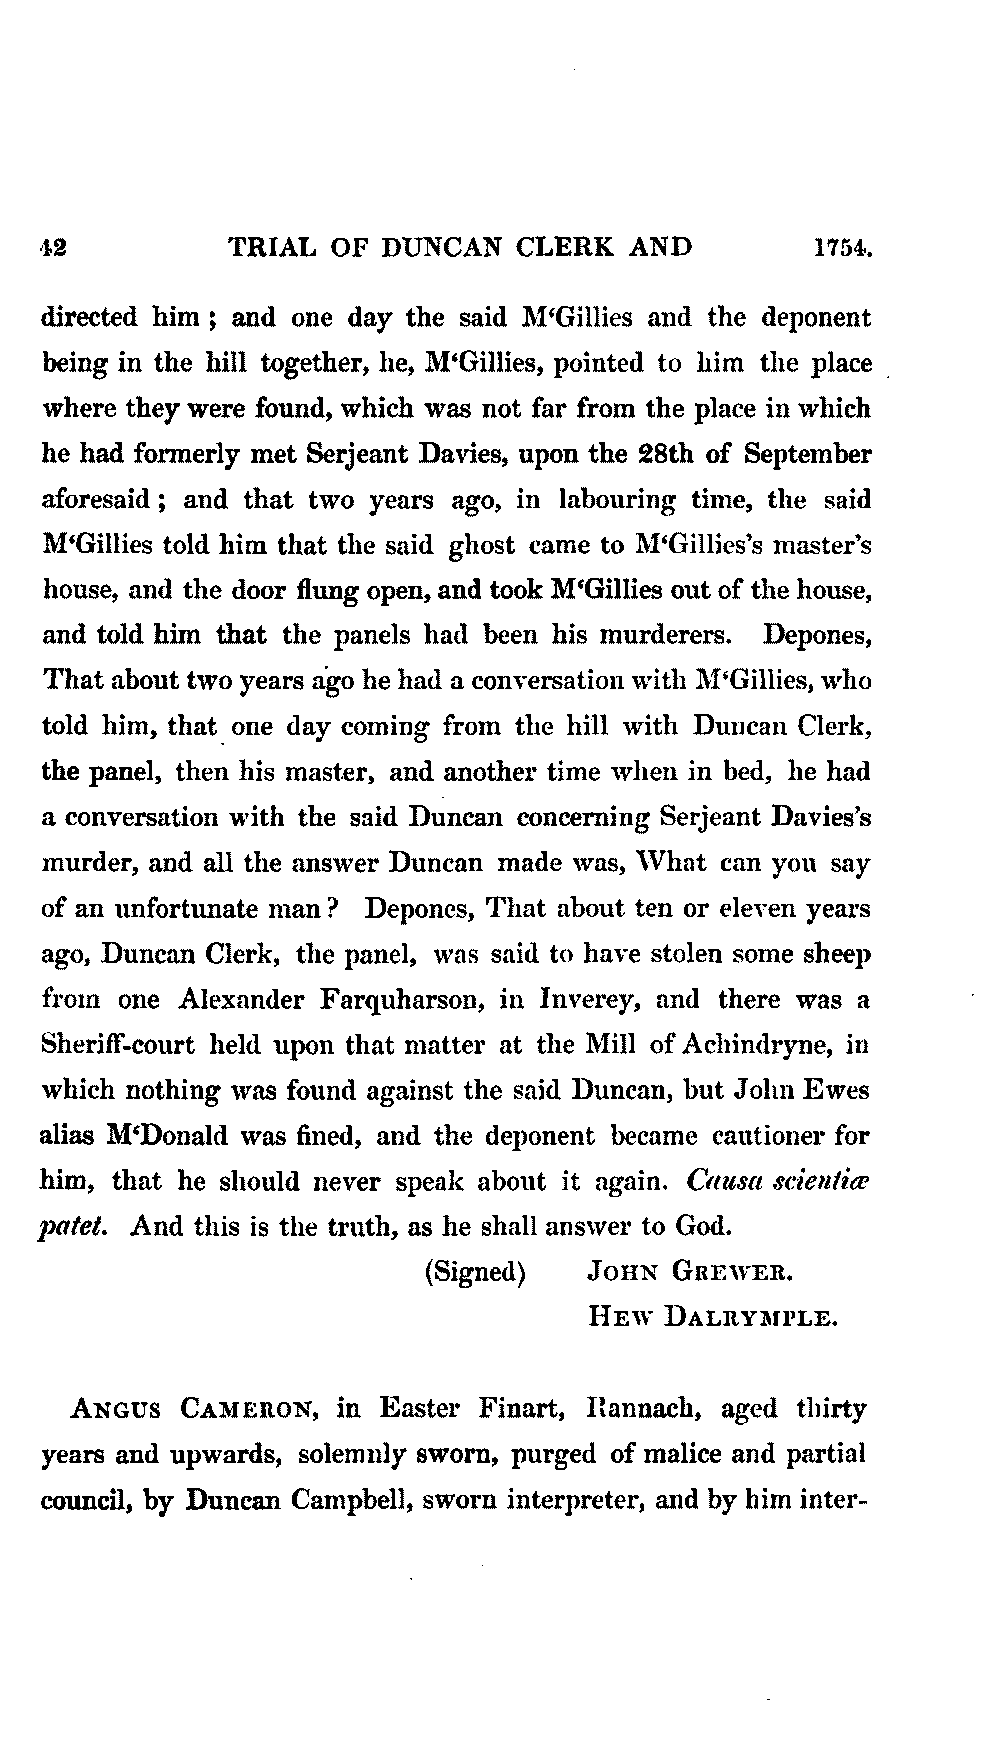 42 TRIAL OF DUNCAN CLERK AND 1754.
directed him ; and one day the said M‘Gillies and the deponent
being in the hill together, he, M‘Gillies, pointed to him the place
where they were found, which was not far from the place in which
he had formerly met Serjeant Davies, upon the 28th of September
aforesaid ; and that two years ago, in labouring time, the said
M‘Gillies told him that the said ghost came to M‘Gillies’s master’s
house, and the door flung open, and took M‘Gillies out of the house,
and told him that the panels had been his murderers. Depones,
That about two years ago he had a conversation with M‘Gillies, who
told him, that one day coming from the hill with Duncan Clerk,
the panel, then his master, and another time when in bed, he had
a conversation with the said Duncan concerning Serjeant Davies’s
murder, and all the answer Duncan made was, What can you say
of an unfortunate man ? Depones, That about ten or eleven years
ago, Duncan Clerk, the panel, was said to have stolen some sheep
from one Alexander Farquharson, in Inverey, and there was a
Sheriff-court held upon that matter at the Mill of Achindryne, in
which nothing was found against the said Duncan, but John Ewes
alias M‘Donald was fined, and the deponent became cautioner for
him, that he should never speak about it again. Causa scientiæ
patet. And this is the truth, as he shall answer to God.
(Signed) JOHN GREWER.
HEW DALRYMPLE.
ANGUS CAMERON, in Easter Finart, Rannach, aged thirty
years and upwards, solemnly sworn, purged of malice and partial
council, by Duncan Campbell, sworn interpreter, and by him inter-